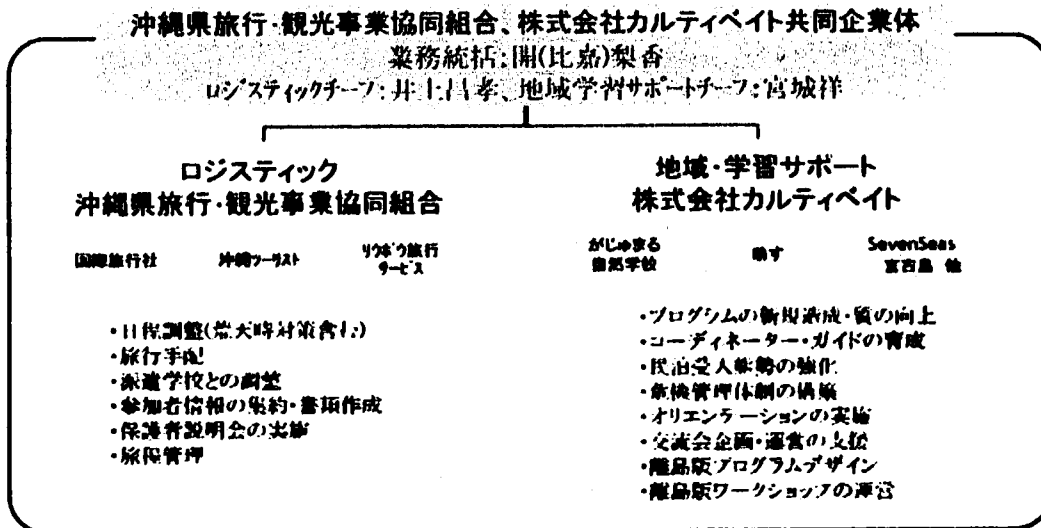 沖縄県旅行・観光事業協同組合、株式会社カルティベイト共同企業体
業務統括:開(比嘉)梨香
ロジスティックチーフ:井上昌孝、地域学習サポートチーフ:宮城祥
ロジスティック
沖縄県旅行・観光事業協同組合
国際旅行社
沖縄ツーリスト
リウボウ旅行
サービス
・日程調整(荒天時対策含む)
・旅行手配
・派遣学校との調整
・参加者情報の集約・書類作成
・保護者説明会の実施
・旅程管理
地域・学習サポート
株式会社カルティベイト
がじゅまる
自然学校
SevenSeas
宮古島 他
・プログラムの新規造成・質の向上
・コーディネーター・ガイドの育成
・民泊受入態勢の強化
・危機管理体制の構築
・オリエンテーションの実施
・交流会企画・運営の支援
・離島版プログラムデザイン
・離島版ワークショップの運営